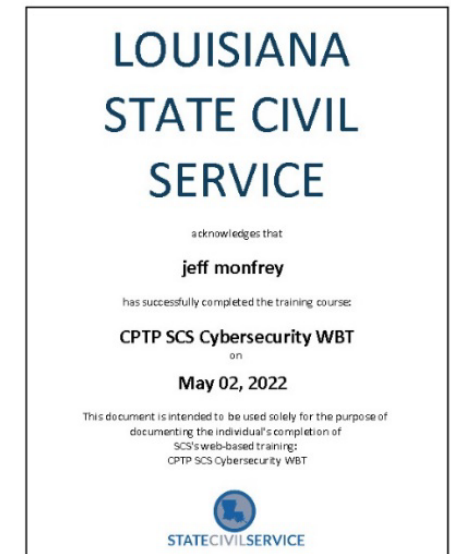 LOUISIANA
STATE CIVIL
SERVICE
acknowledges that
jeff monfrey
has successfully completed the training course:
CPTP SCS Cybersecurity WBT
on
May 02, 2022
This document is intended to be used solely for the purpose of
documenting the individual's completion of
SCS's web-based training:
CPTP SCS Cybersecurity WBT
STATECIVILSERVICE